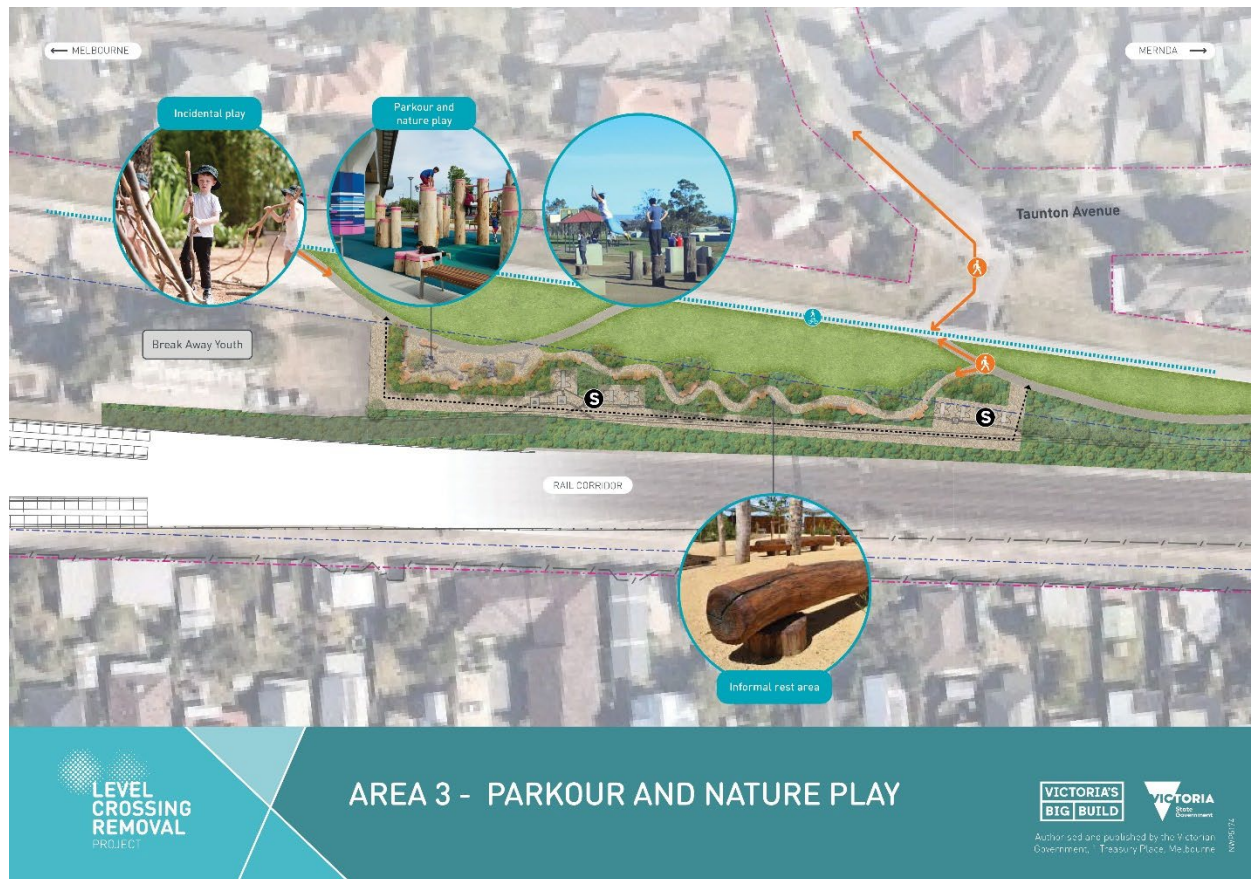 ← MELBOURNE
MERNDA →
Incidental play
Parkour and
nature play
Taunton Avenue
Break Away Youth
S
S
RAIL CORRIDOR
Informal rest area
LEVEL
CROSSING
REMOVAL
PROJECT
AREA 3 - PARKOUR AND NATURE PLAY
VICTORIA'S
BIG BUILD
VICTORIA
State
Government
Authorised and published by the Victorian
Government, 1 Treasury Place, Melbourne